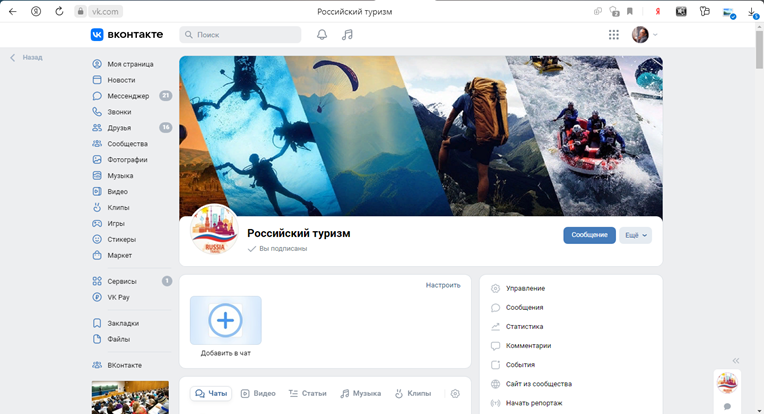 vk.com
Российский туризм
ВКОНТАКТЕ
Поиск
Назад
Моя страница
Новости
Мессенджер 21
Звонки
Друзья 16
Сообщества
Фотографии
Музыка
Видео
Клипы
Игры
Стикеры
Маркет
Сервисы 1
VK Pay
Закладки
Файлы
ВКонтакте
RUSSIA
Российский туризм
Вы подписаны
Сообщение
Ещё
Настроить
Добавить в чат
Чаты
Видео
Статьи
Музыка
Клипы
Управление
Сообщения
Статистика
Комментарии
События
Сайт из сообщества
Начать репортаж